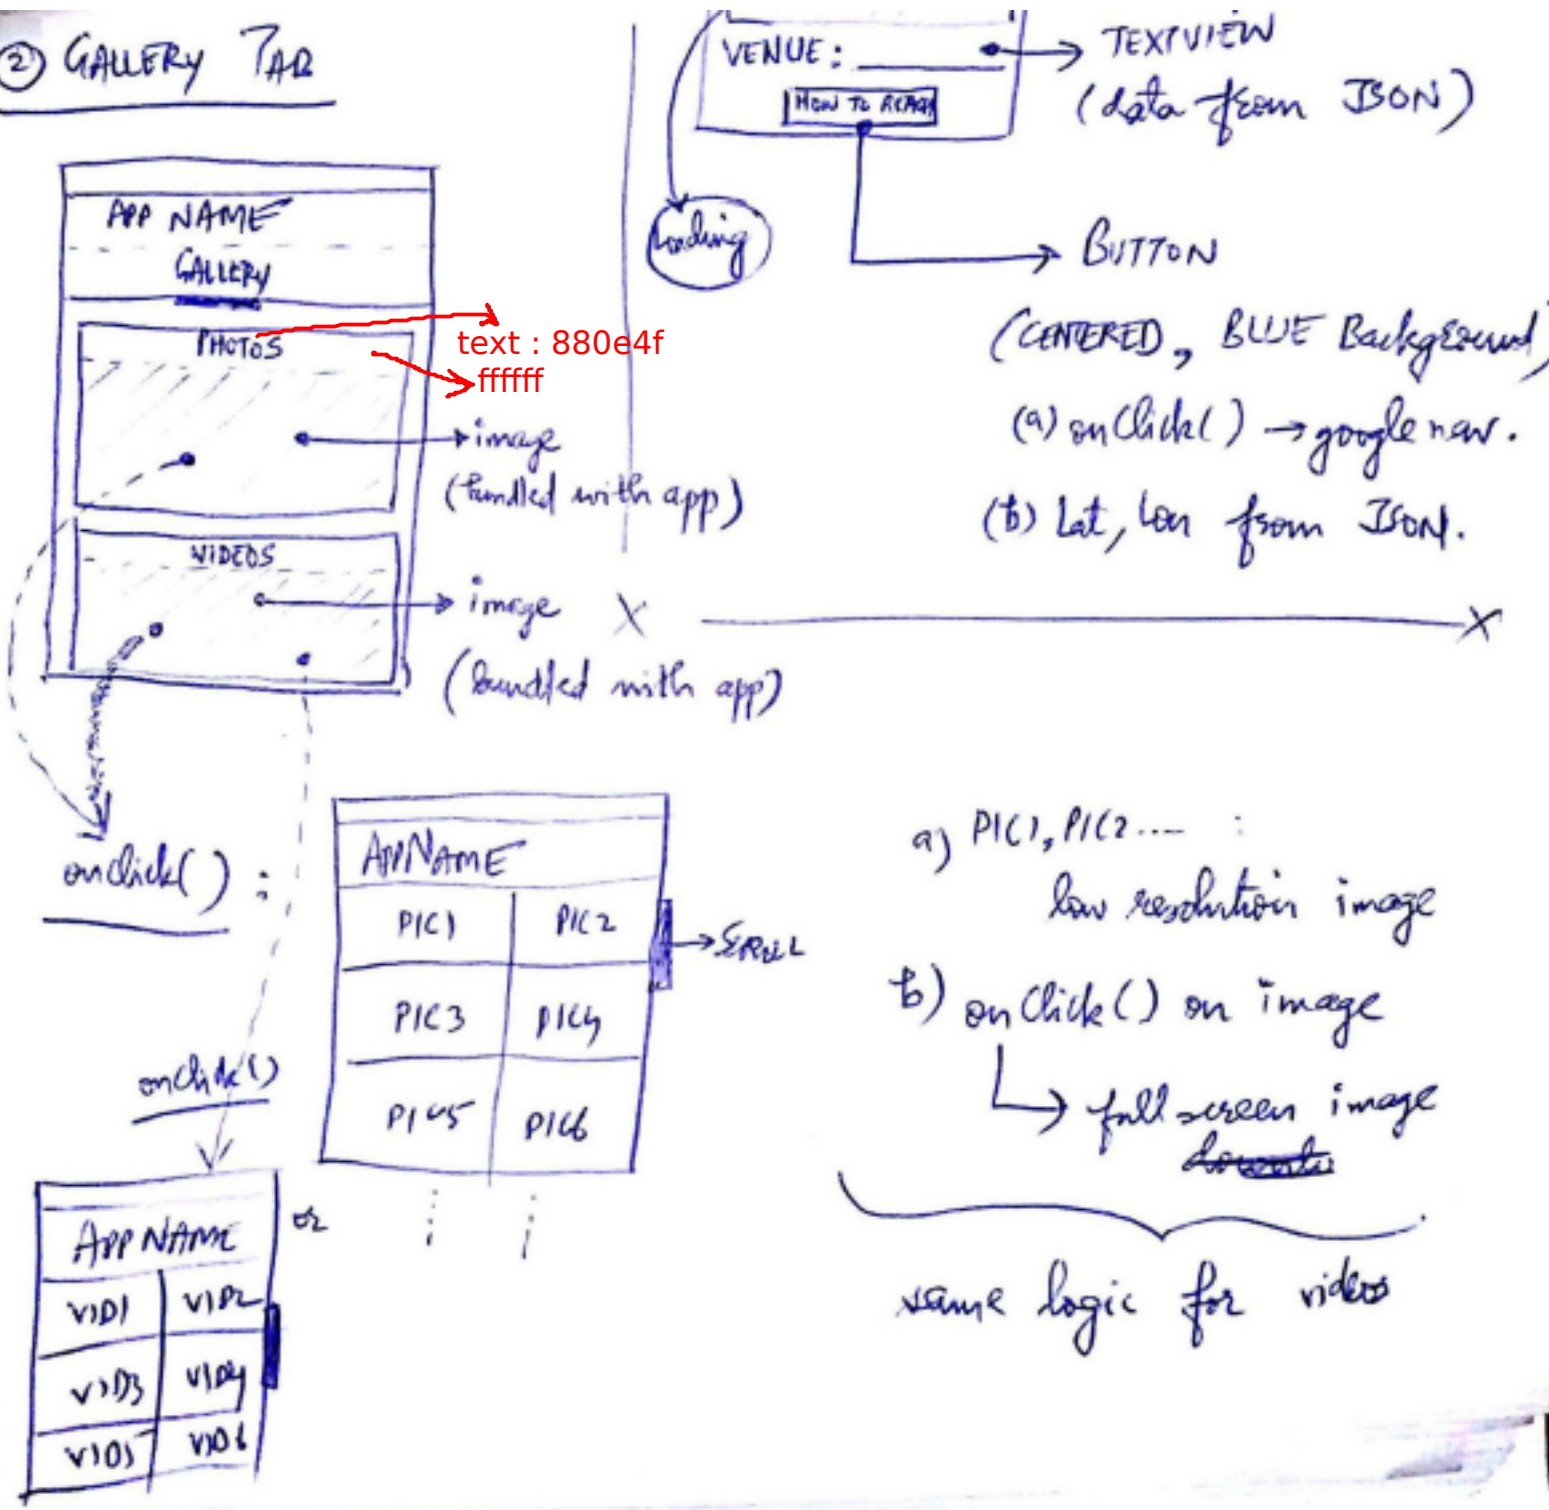 ② GALLERY TAB
APP NAME
GALLERY
PHOTOS
text : 880e4f
ffffff
image
(bundled with app)
VIDEOS
image
(bundled with app)
VENUE :
HOW TO REACH
Loading
TEXTVIEW
(data from JSON)
BUTTON
(CENTERED, BLUE Background)
(a) onClick() → google nav.
(b) Lat, Lon from JSON.
onClick() :
APPNAME
PIC1 PIC2
PIC3 PIC4
PIC5 PIC6
SCROLL
onClick()
or
APPNAME
VID1 VID2
VID3 VID4
VID5 VID6
a) PIC1, PIC2.... :
low resolution image
b) onClick() on image
full screen image
same logic for videos